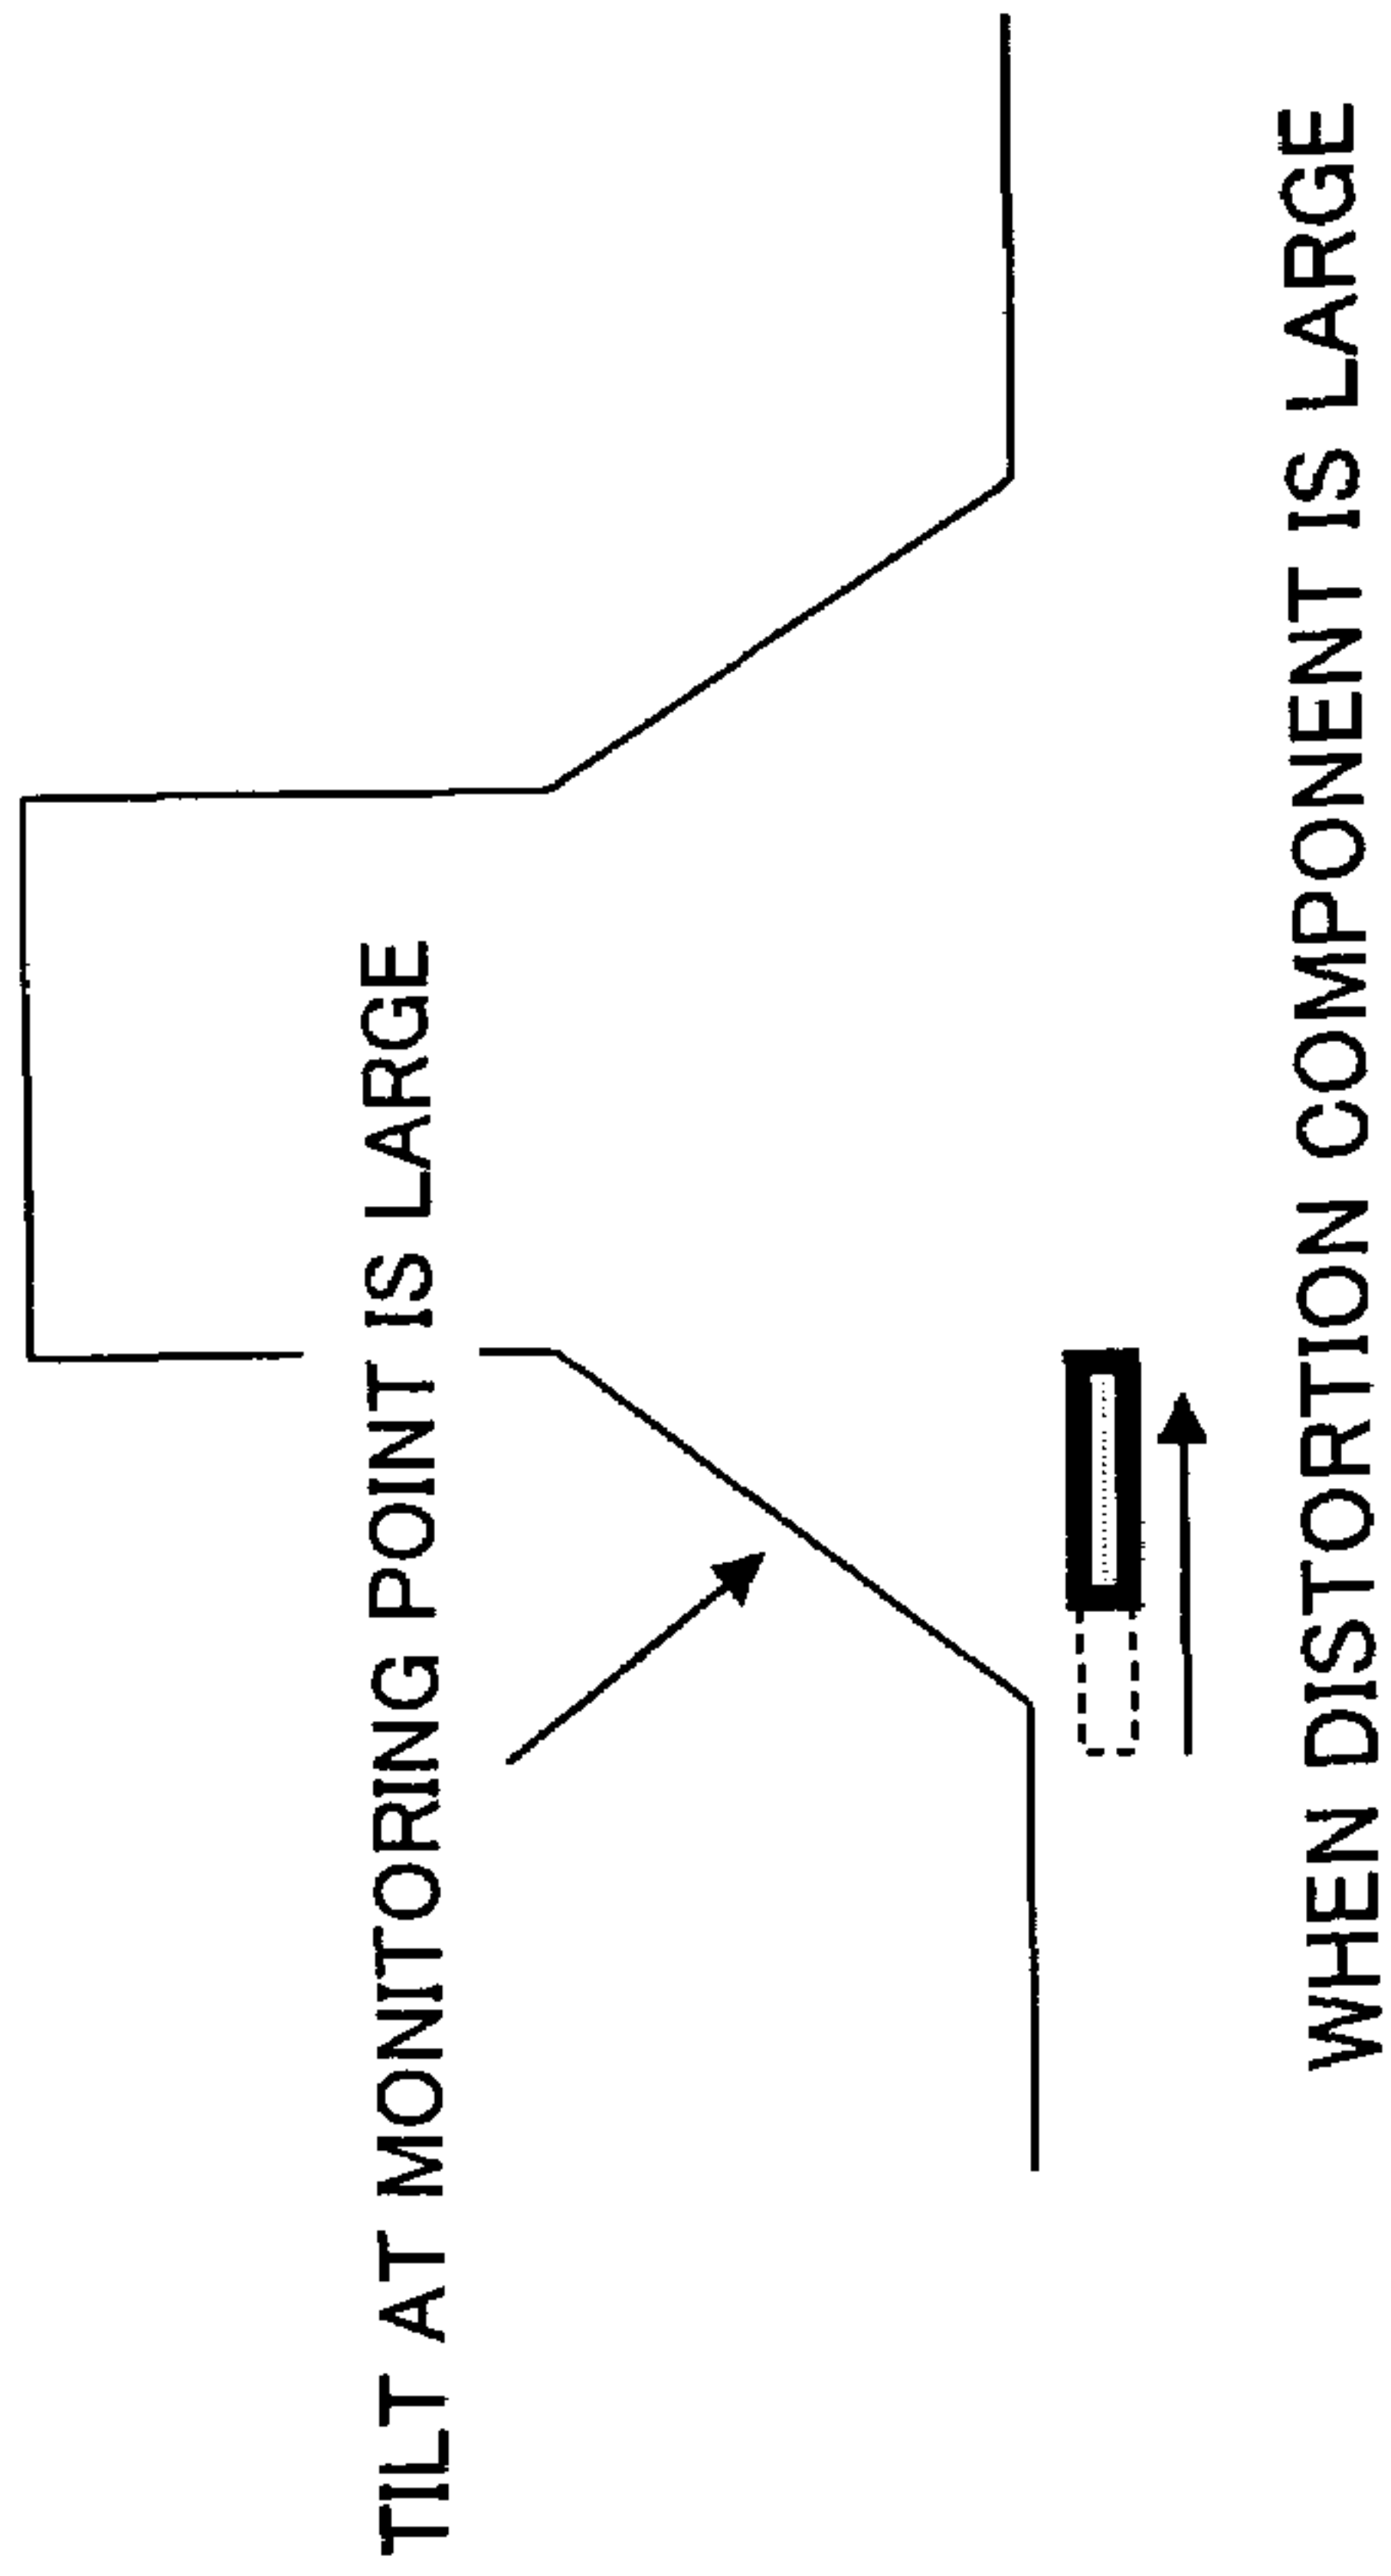 TILT AT MONITORING POINT IS LARGE
WHEN DISTORTION COMPONENT IS LARGE